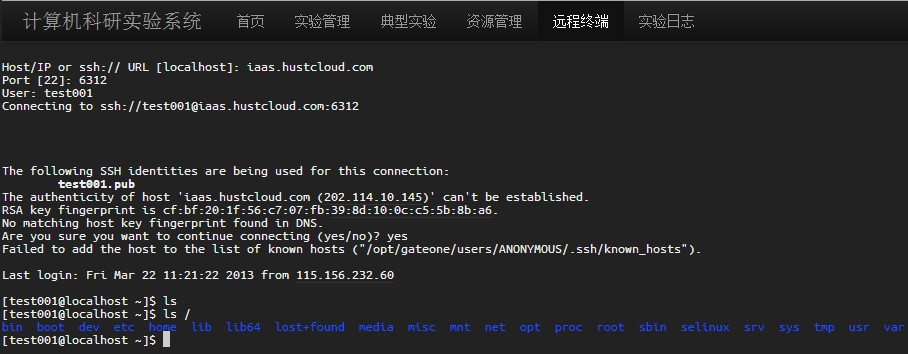 计算机科研实验系统 首页 实验管理 典型实验 资源管理 远程终端 实验日志
Host/IP or ssh:// URL [localhost]: iaas.hustcloud.com
Port [22]: 6312
User: test001
Connecting to ssh://test001@iaas.hustcloud.com:6312
The following SSH identities are being used for this connection:
test001.pub
The authenticity of host 'iaas.hustcloud.com (202.114.10.145)' can't be established.
RSA key fingerprint is cf:bf:20:1f:56:c7:07:fb:39:8d:10:0c:c5:5b:8b:a6.
No matching host key fingerprint found in DNS.
Are you sure you want to continue connecting (yes/no)? yes
Failed to add the host to the list of known hosts ("/opt/gateone/users/ANONYMOUS/.ssh/known_hosts").
Last login: Fri Mar 22 11:21:22 2013 from 115.156.232.60
[test001@localhost ~]$ ls
[test001@localhost ~]$ ls /
bin boot dev etc home lib lib64 lost+found media misc mnt net opt proc root sbin selinux srv sys tmp usr var
[test001@localhost ~]$